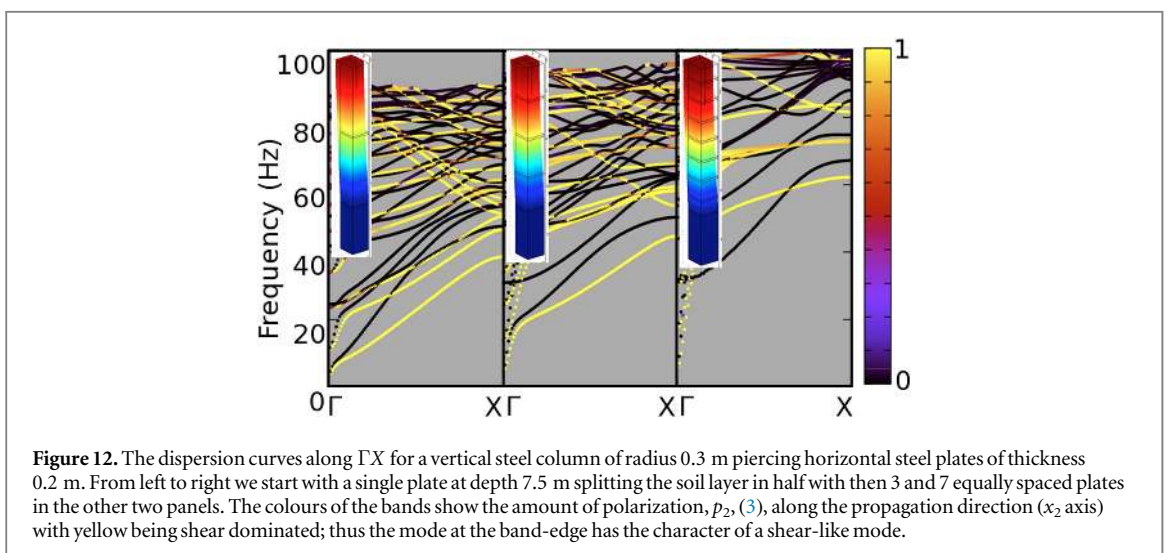 100
80
60
40
20
0
Frequency (Hz)
Γ
X
Γ
X
Γ
X
1
0
Figure 12. The dispersion curves along ΓX for a vertical steel column of radius 0.3 m piercing horizontal steel plates of thickness
0.2 m. From left to right we start with a single plate at depth 7.5 m splitting the soil layer in half with then 3 and 7 equally spaced plates
in the other two panels. The colours of the bands show the amount of polarization, p₂, (3), along the propagation direction (x₂ axis)
with yellow being shear dominated; thus the mode at the band-edge has the character of a shear-like mode.